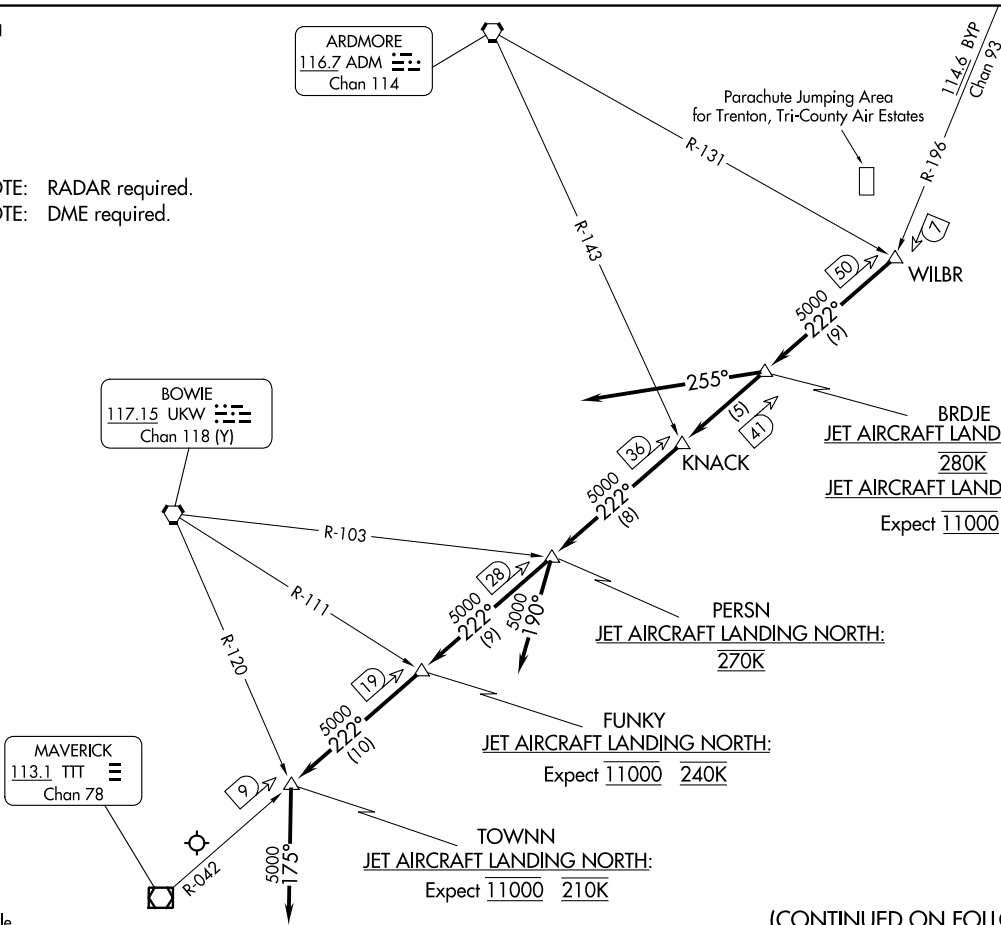 ARDMORE
116.7 ADM
Chan 114
114.6 BYP
Chan 93
Parachute Jumping Area
for Trenton, Tri-County Air Estates
R-131
R-196
NOTE: RADAR required.
NOTE: DME required.
R-143
7
50
WILBR
5000
222°
(9)
BOWIE
117.15 UKW
Chan 118 (Y)
255°
(5)
41
BRDJE
JET AIRCRAFT LAND
280K
JET AIRCRAFT LAND
Expect 11000
36
KNACK
5000
222°
(8)
R-103
R-111
R-120
28
5000
222°
(9)
5000
190°
PERSN
JET AIRCRAFT LANDING NORTH:
270K
19
5000
222°
(10)
FUNKY
JET AIRCRAFT LANDING NORTH:
Expect 11000 240K
MAVERICK
113.1 TTT
Chan 78
9
R-042
5000
175°
TOWNN
JET AIRCRAFT LANDING NORTH:
Expect 11000 210K
(CONTINUED ON FOLLO